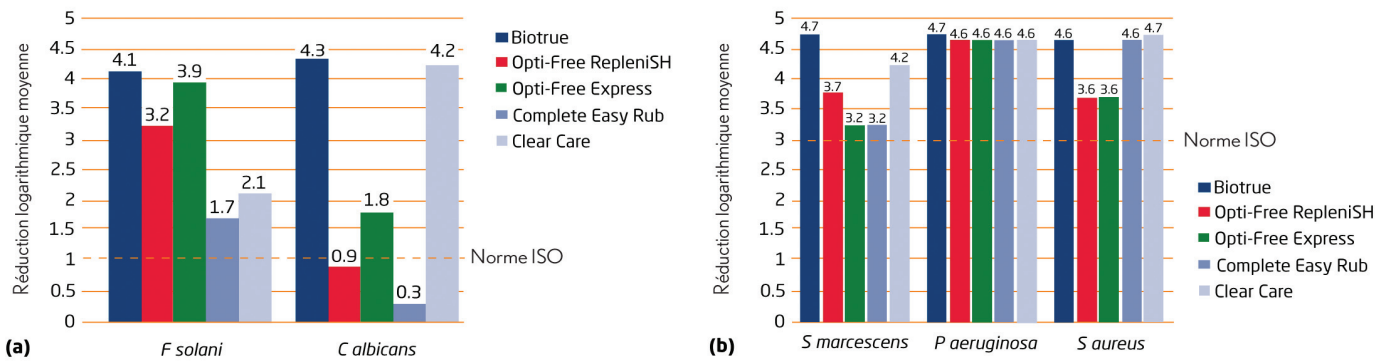 Réduction logarithmique moyenne
5
4.5
4
3.5
3
2.5
2
1.5
1
0.5
0
4.1
3.2
3.9
1.7
2.1
4.3
0.9
1.8
0.3
4.2
Norme ISO
Biotrue
Opti-Free RepleniSH
Opti-Free Express
Complete Easy Rub
Clear Care
(a)
F solani
C albicans
Réduction logarithmique moyenne
5
4.5
4
3.5
3
2.5
2
1.5
1
0.5
0
4.7
3.7
3.2
3.2
4.2
4.7
4.6
4.6
4.6
4.6
4.6
3.6
3.6
4.6
4.7
Norme ISO
Biotrue
Opti-Free RepleniSH
Opti-Free Express
Complete Easy Rub
Clear Care
(b)
S marcescens
P aeruginosa
S aureus